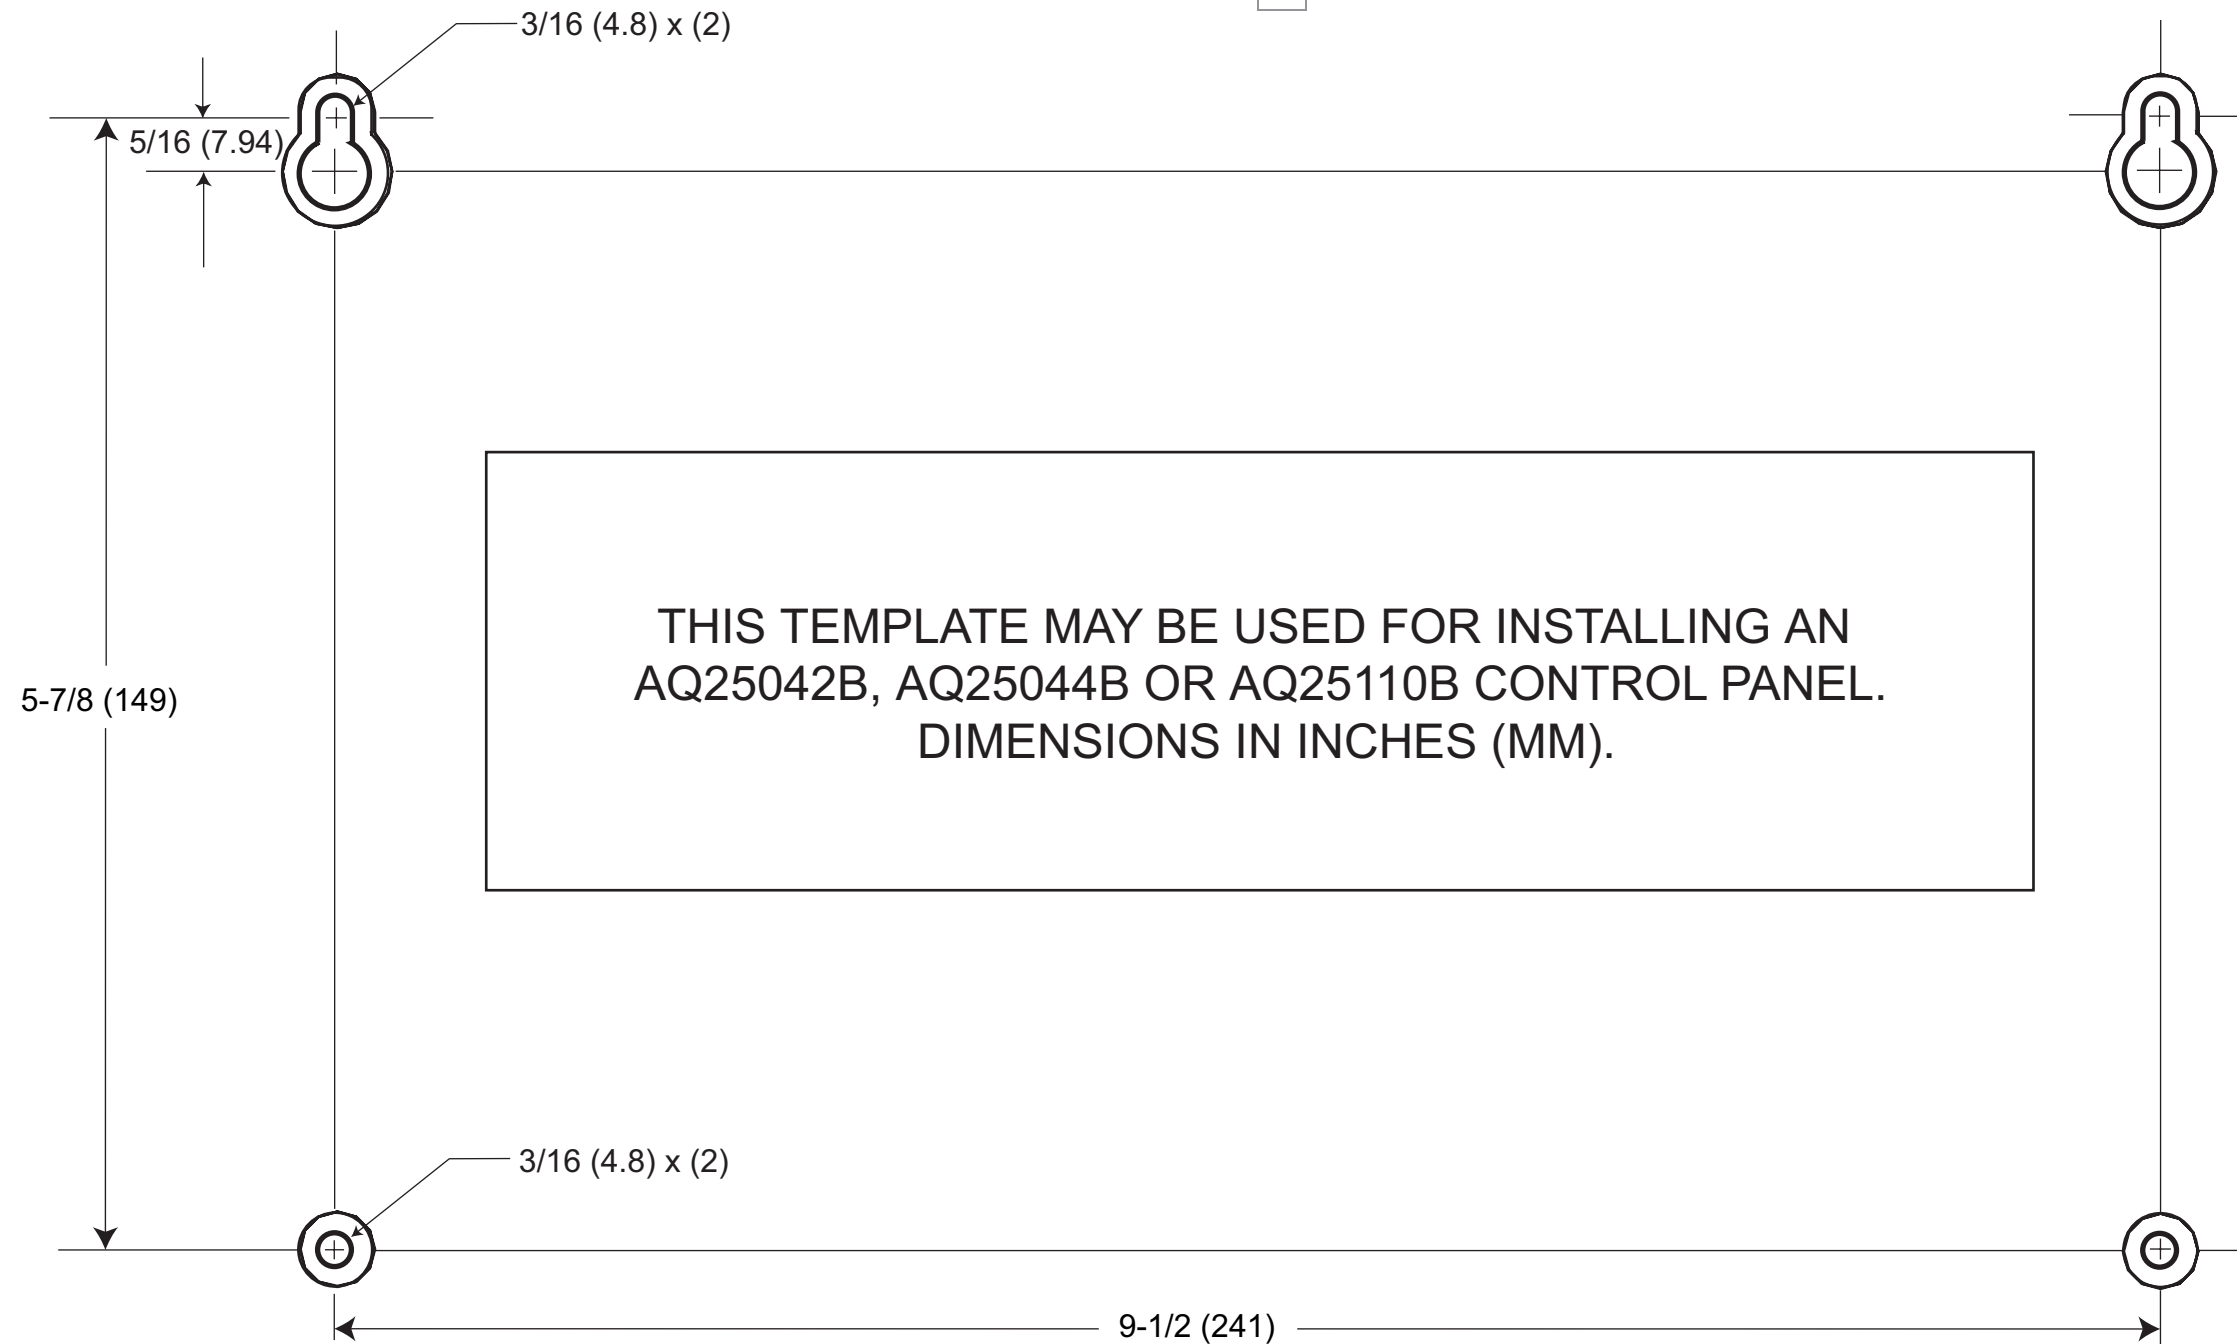 3/16 (4.8) x (2)
5/16 (7.94)
THIS TEMPLATE MAY BE USED FOR INSTALLING AN
AQ25042B, AQ25044B OR AQ25110B CONTROL PANEL.
DIMENSIONS IN INCHES (MM).
5-7/8 (149)
3/16 (4.8) x (2)
9-1/2 (241)